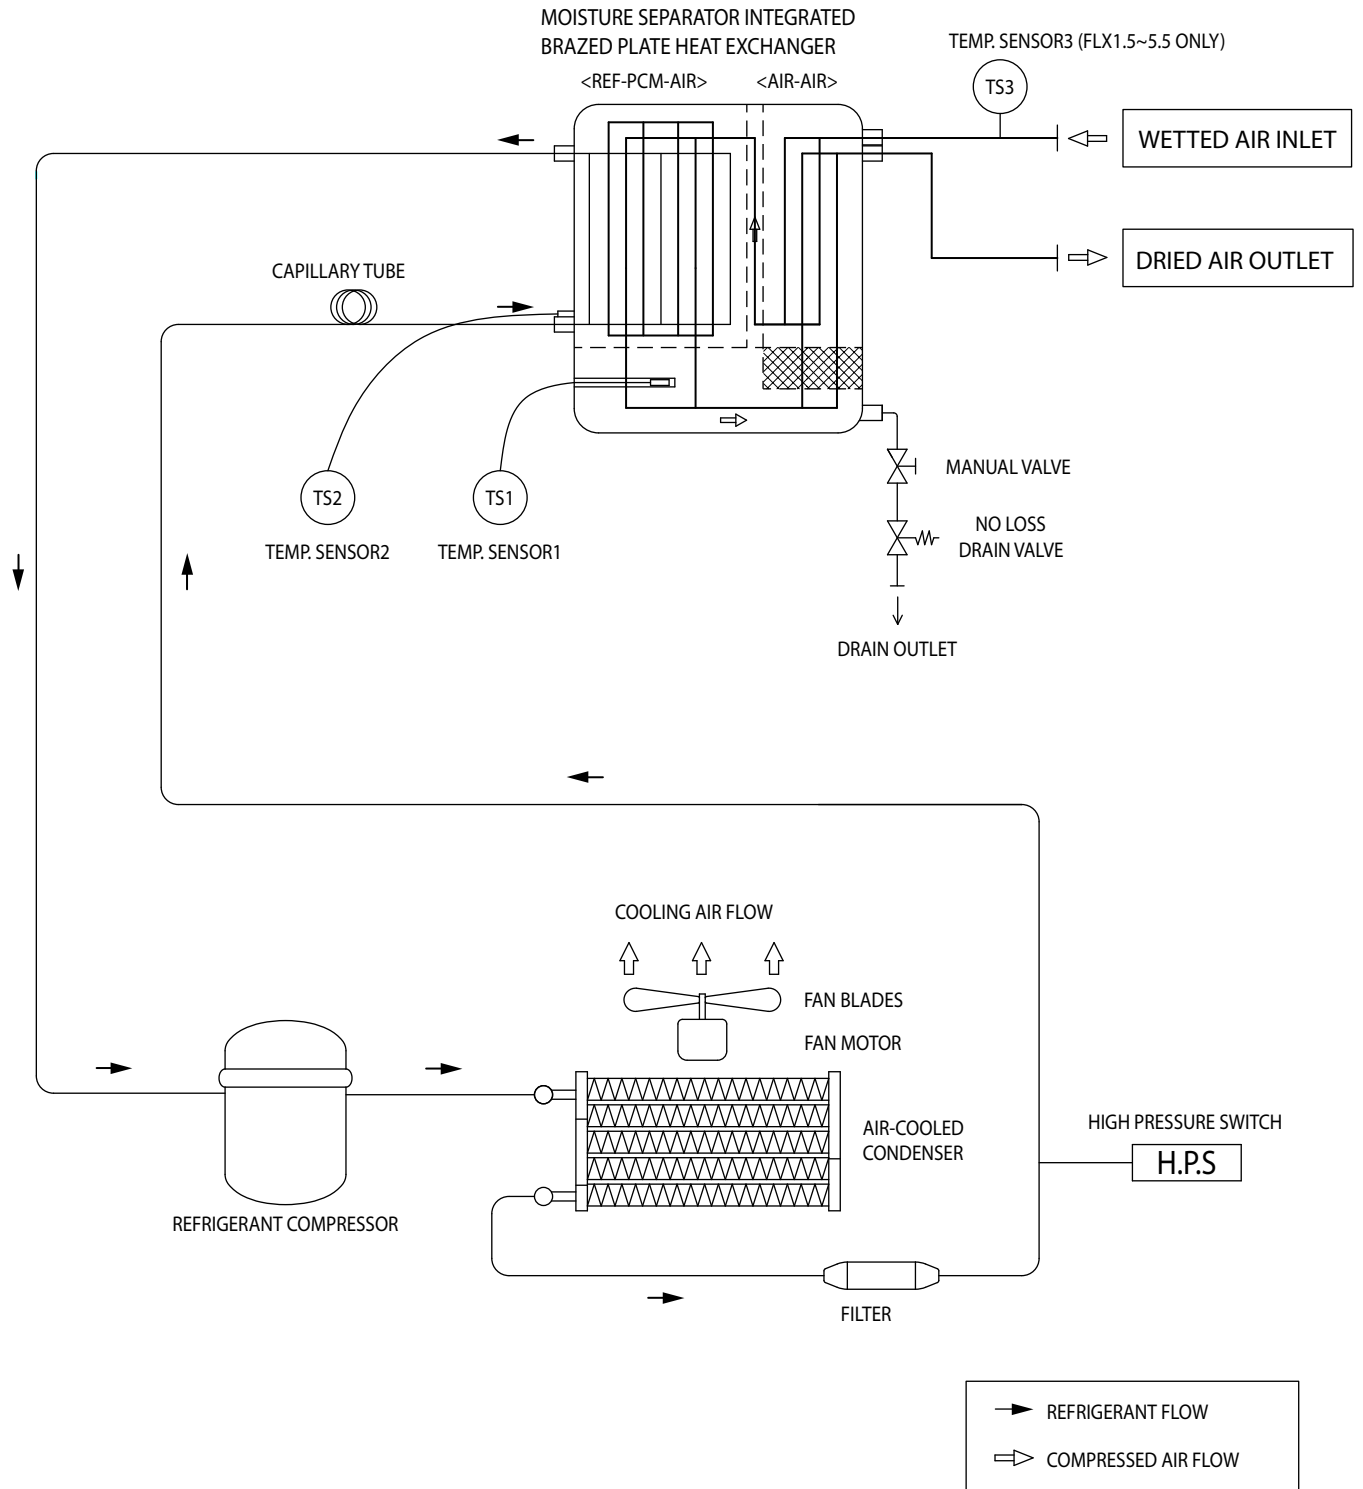 MOISTURE SEPARATOR INTEGRATED
BRAZED PLATE HEAT EXCHANGER
<REF-PCM-AIR>
<AIR-AIR>
TEMP. SENSOR3 (FLX1.5~5.5 ONLY)
TS3
WETTED AIR INLET
DRIED AIR OUTLET
CAPILLARY TUBE
TS2
TS1
TEMP. SENSOR2
TEMP. SENSOR1
MANUAL VALVE
NO LOSS
DRAIN VALVE
DRAIN OUTLET
COOLING AIR FLOW
FAN BLADES
FAN MOTOR
AIR-COOLED
CONDENSER
HIGH PRESSURE SWITCH
H.P.S
REFRIGERANT COMPRESSOR
FILTER
REFRIGERANT FLOW
COMPRESSED AIR FLOW